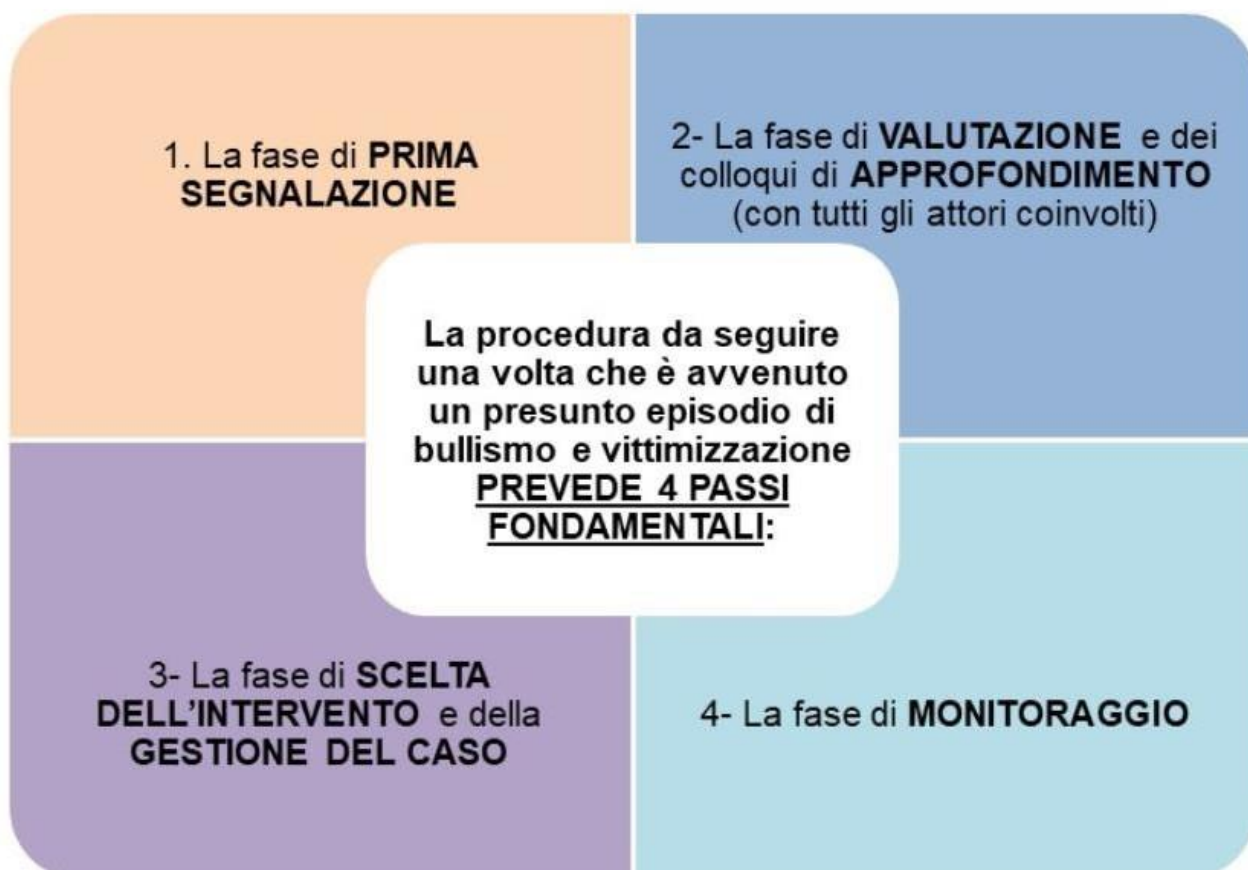 1. La fase di PRIMA
SEGNALAZIONE
2- La fase di VALUTAZIONE e dei
colloqui di APPROFONDIMENTO
(con tutti gli attori coinvolti)
La procedura da seguire
una volta che è avvenuto
un presunto episodio di
bullismo e vittimizzazione
PREVEDE 4 PASSI
FONDAMENTALI:
3- La fase di SCELTA
DELL’INTERVENTO e della
GESTIONE DEL CASO
4- La fase di MONITORAGGIO